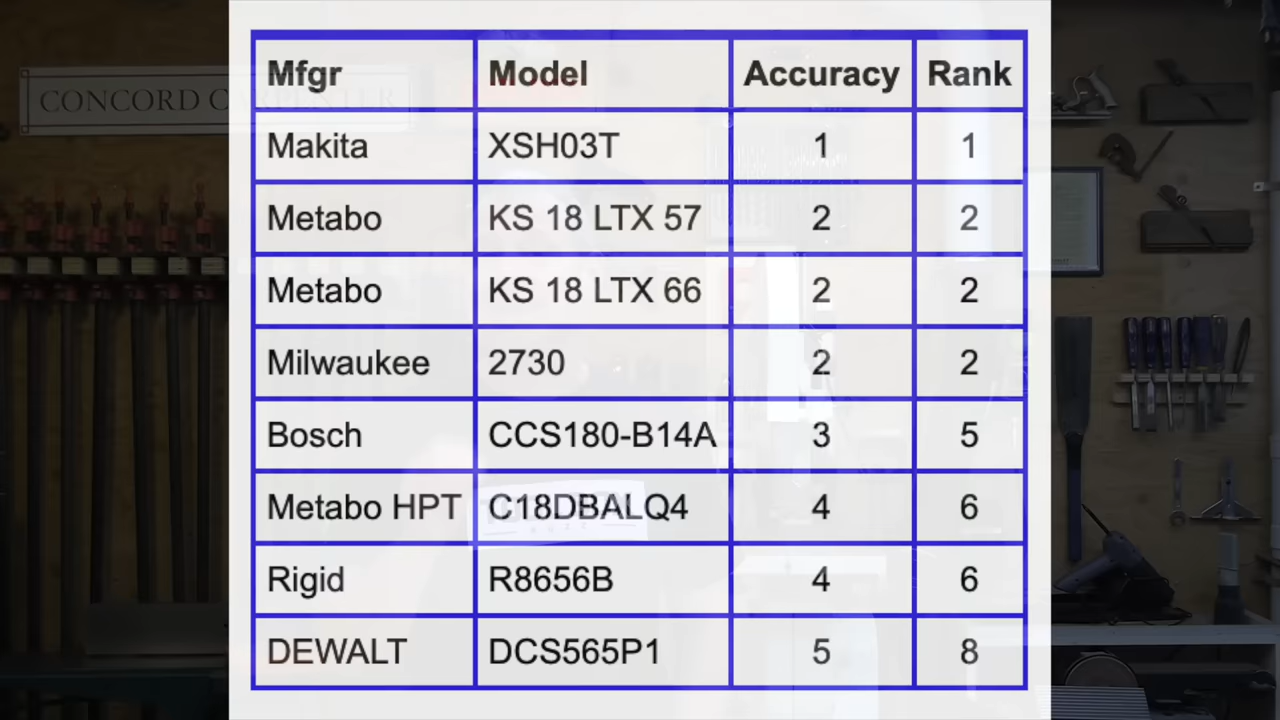 Mfgr Model Accuracy Rank
Makita XSH03T 1 1
Metabo KS 18 LTX 57 2 2
Metabo KS 18 LTX 66 2 2
Milwaukee 2730 2 2
Bosch CCS180-B14A 3 5
Metabo HPT C18DBALQ4 4 6
Rigid R8656B 4 6
DEWALT DCS565P1 5 8
CONCORD CARPENTER